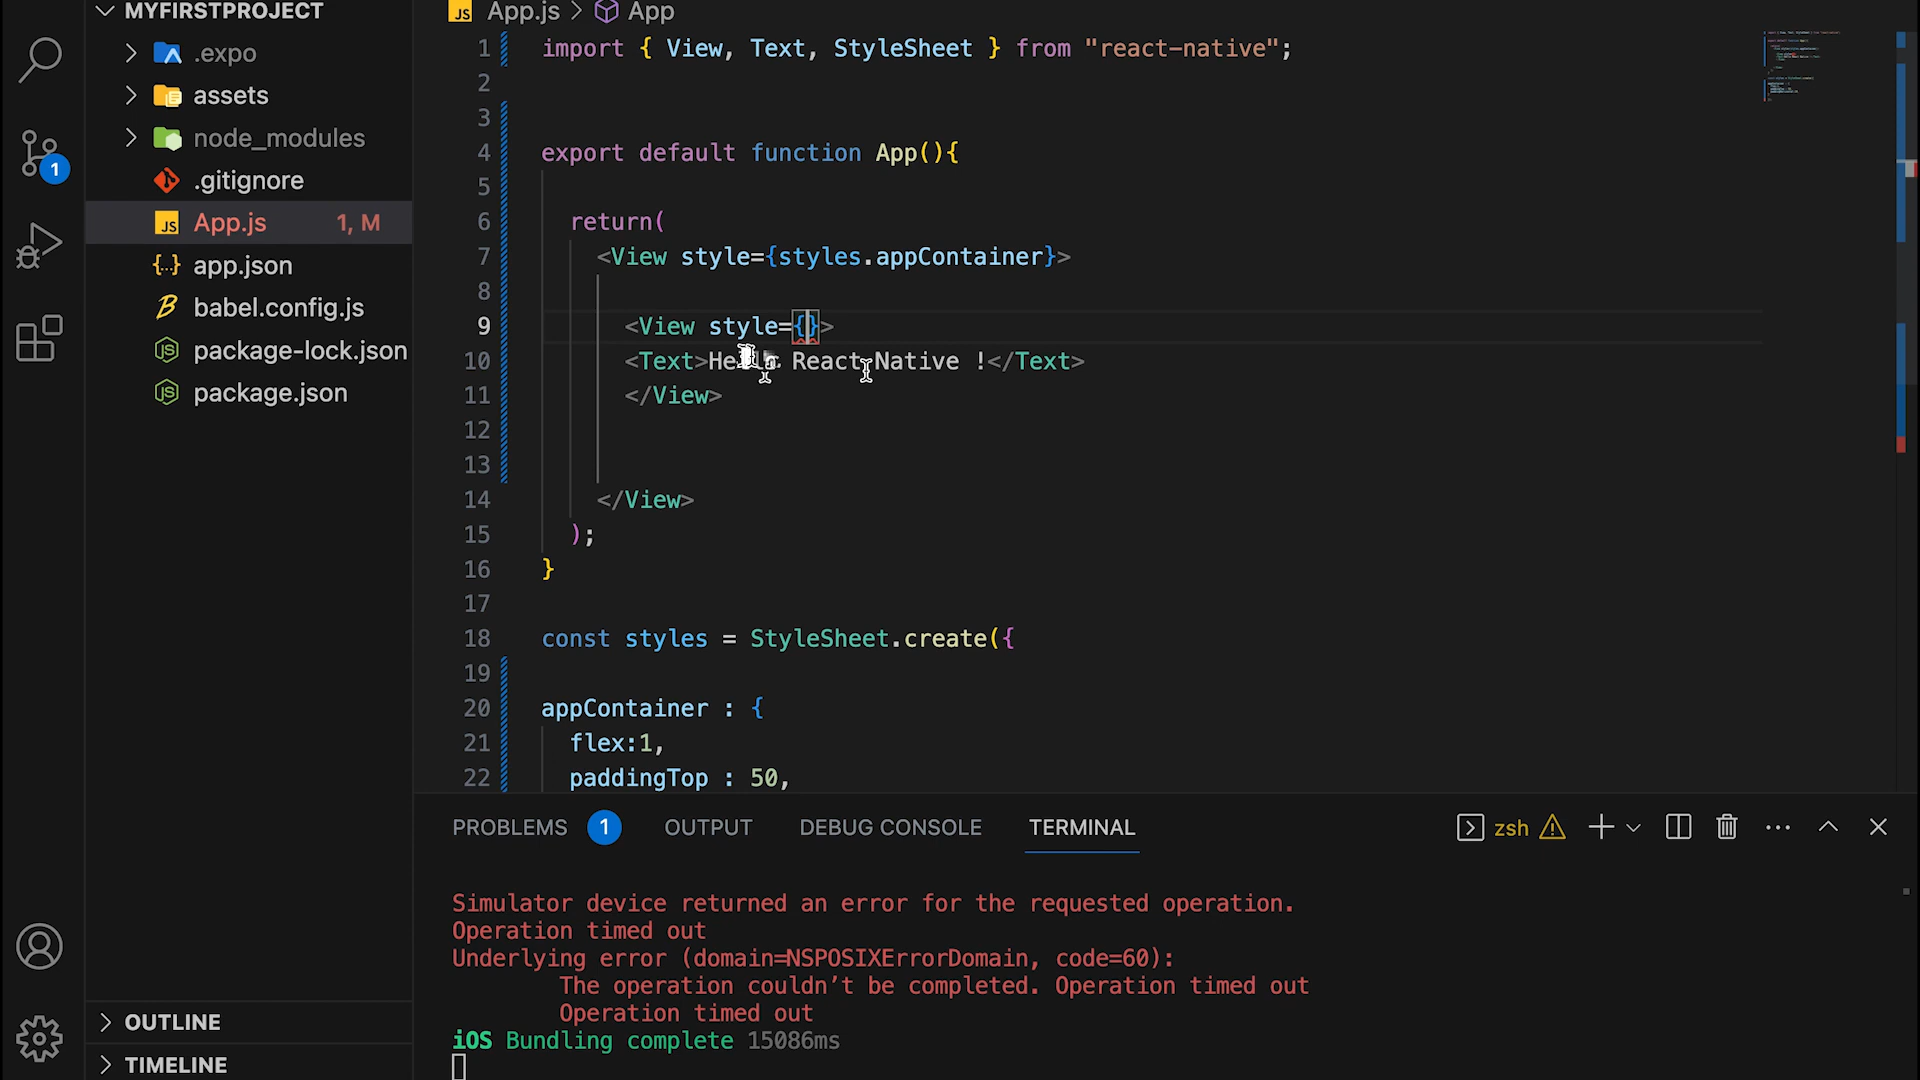 MYFIRSTPROJECT
.expo
assets
node_modules
.gitignore
JS App.js 1, M
{..} app.json
babel.config.js
package-lock.json
package.json
OUTLINE
TIMELINE
1
JS App.js > App
1 import { View, Text, StyleSheet } from "react-native";
2
3
4 export default function App(){
5
6 return(
7 <View style={styles.appContainer}>
8
9 <View style={}>
10 <Text>Hello React Native !</Text>
11 </View>
12
13
14 </View>
15 );
16 }
17
18 const styles = StyleSheet.create({
19
20 appContainer : {
21 flex:1,
22 paddingTop : 50,
PROBLEMS 1 OUTPUT DEBUG CONSOLE TERMINAL zsh
Simulator device returned an error for the requested operation.
Operation timed out
Underlying error (domain=NSPOSIXErrorDomain, code=60):
The operation couldn’t be completed. Operation timed out
Operation timed out
iOS Bundling complete 15086ms